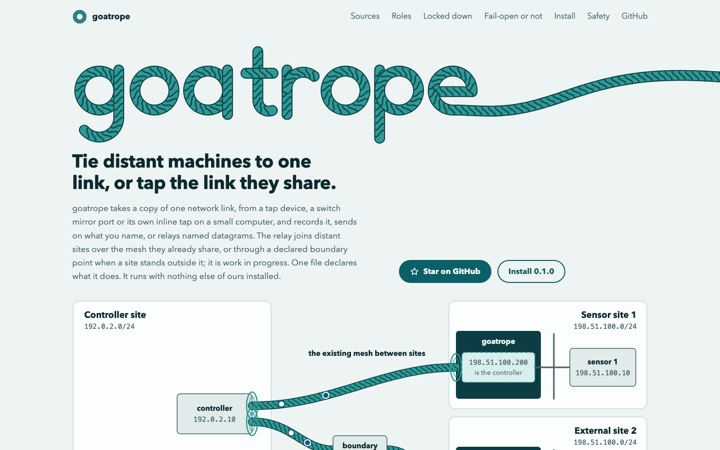 goatrope
Sources Roles Locked down Fail-open or not Install Safety GitHub
goatrope
Tie distant machines to one
link, or tap the link they share.
goatrope takes a copy of one network link, from a tap device, a switch
mirror port or its own inline tap on a small computer, and records it, sends
on what you name, or relays named datagrams. The relay joins distant
sites over the mesh they already share, or through a declared boundary
point when a site stands outside it; it is work in progress. One file declares
what it does. It runs with nothing else of ours installed.
Star on GitHub
Install 0.1.0
Controller site
192.0.2.0/24
the existing mesh between sites
controller
192.0.2.10
boundary
Sensor site 1
198.51.100.0/24
goatrope
198.51.100.200
is the controller
sensor 1
198.51.100.10
External site 2
198.51.100.0/24